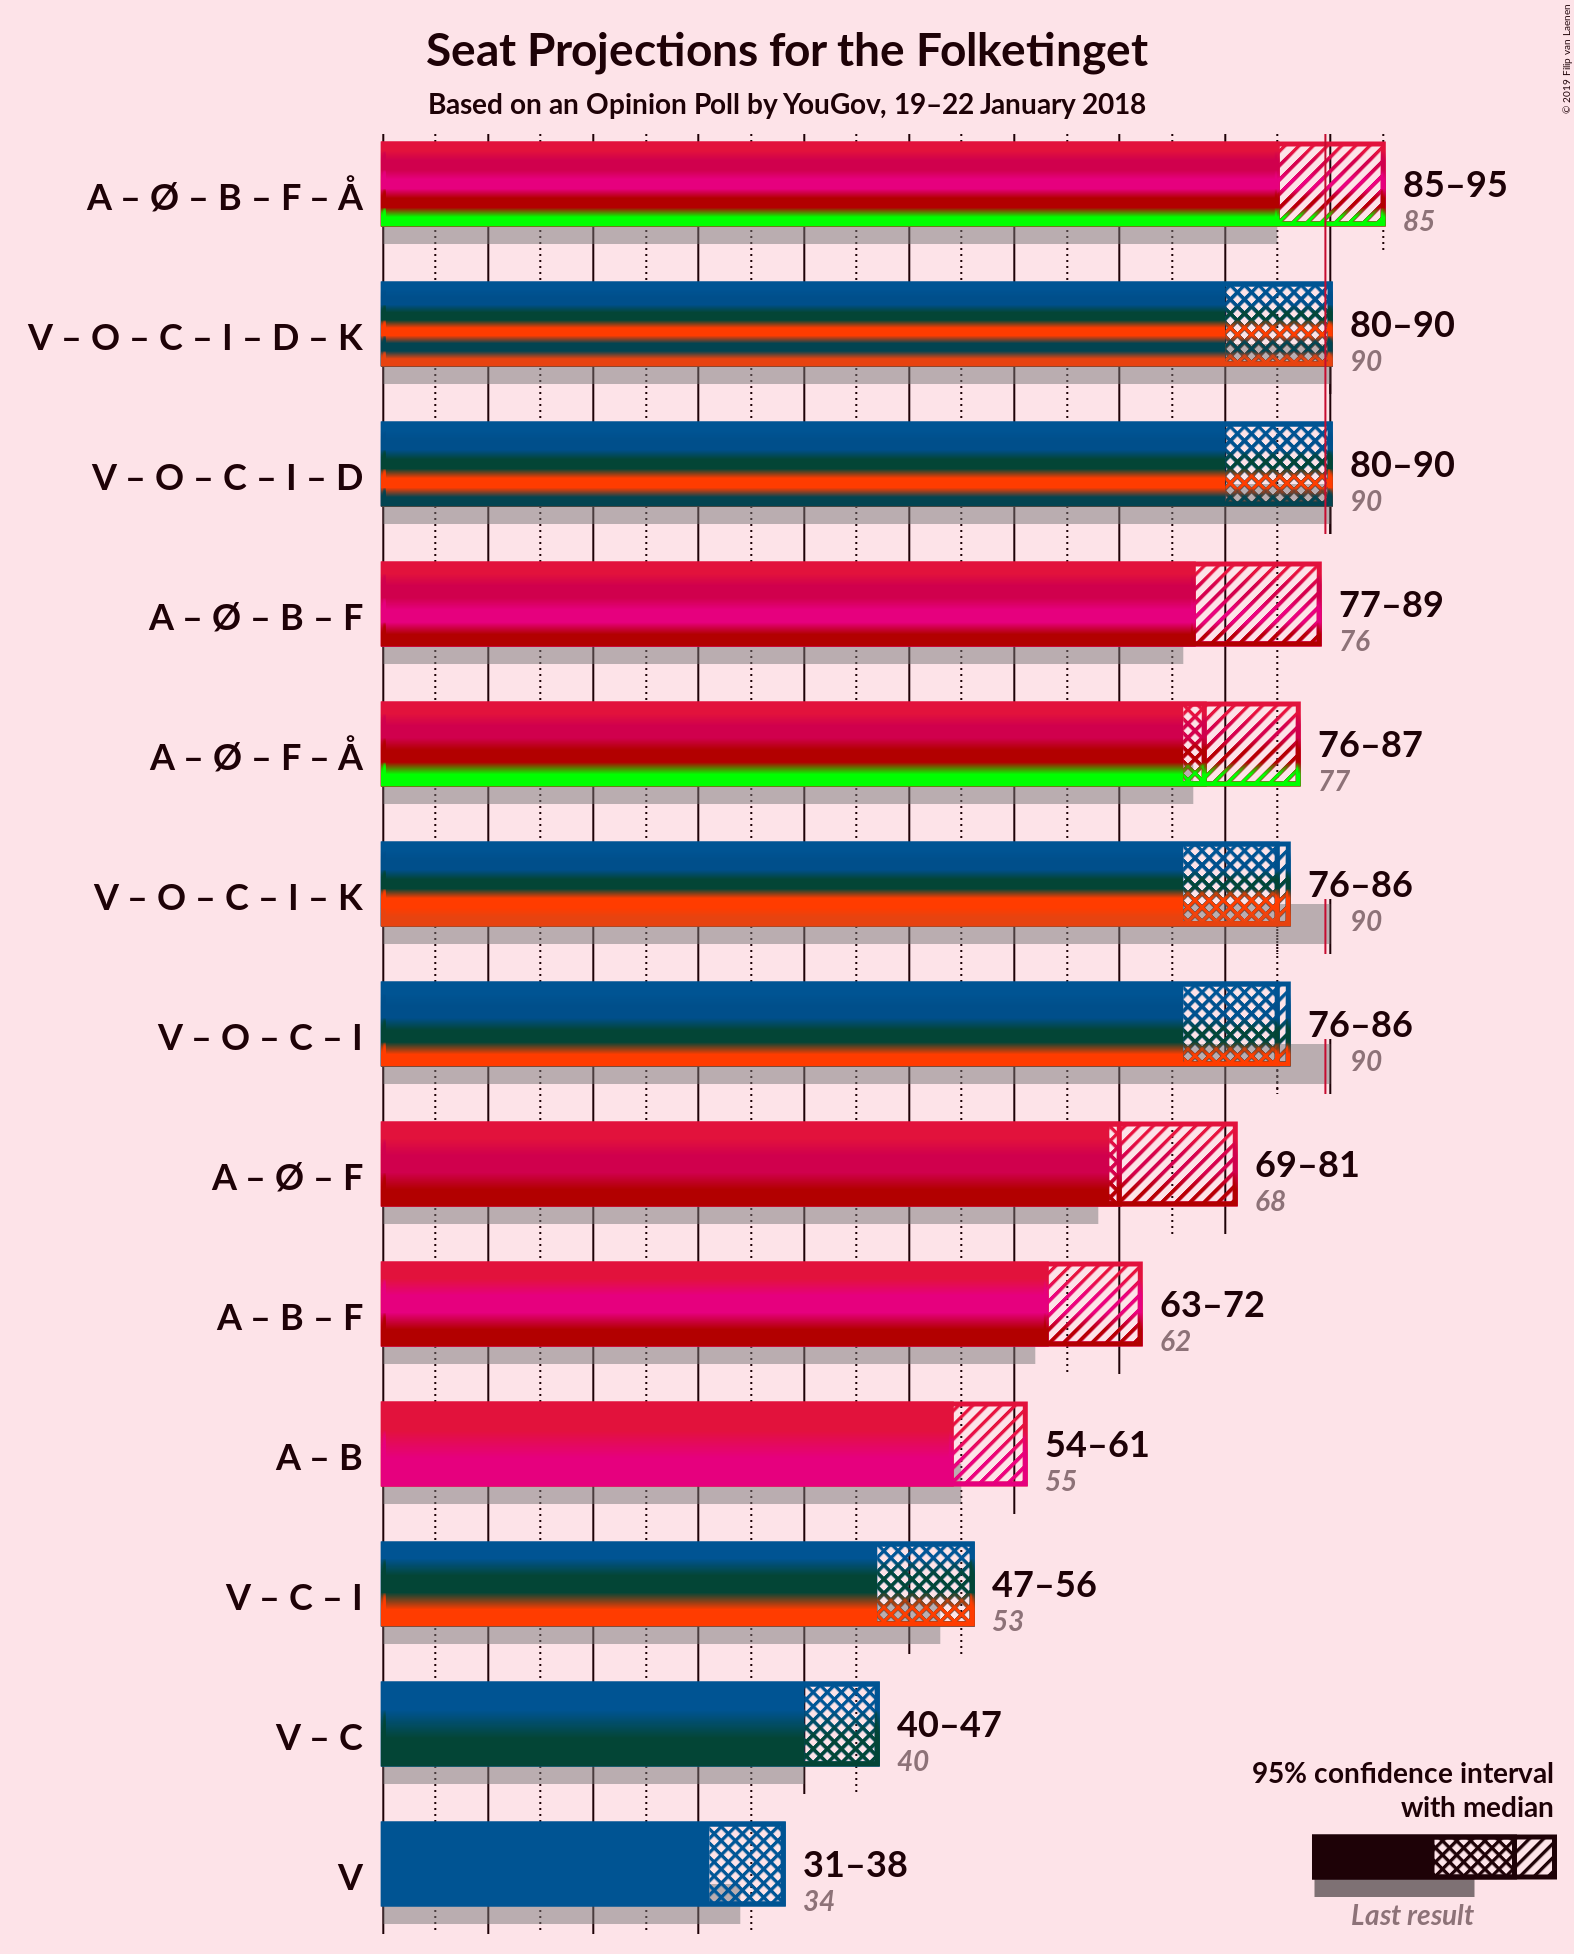 © 2019 Filip van Laenen
Seat Projections for the Folketinget
Based on an Opinion Poll by YouGov, 19–22 January 2018
A – Ø – B – F – Å
85–95
85
V – O – C – I – D – K
80–90
90
V – O – C – I – D
80–90
90
A – Ø – B – F
77–89
76
A – Ø – F – Å
76–87
77
V – O – C – I – K
76–86
90
V – O – C – I
76–86
90
A – Ø – F
69–81
68
A – B – F
63–72
62
A – B
54–61
55
V – C – I
47–56
53
V – C
40–47
40
V
31–38
34
95% confidence interval
with median
Last result